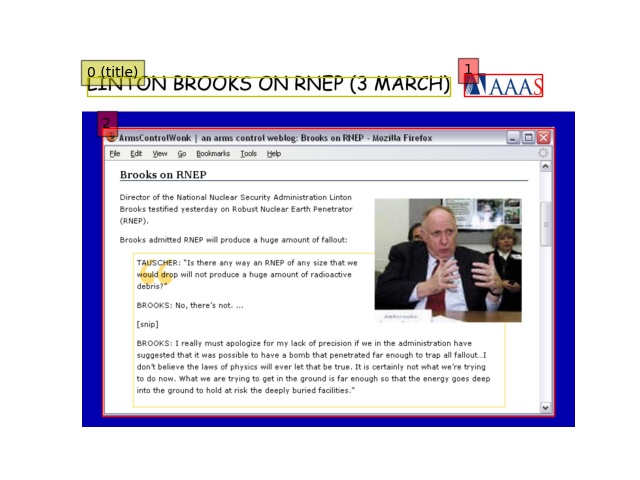 0 (title)
LINTON BROOKS ON RNEP (3 MARCH)
1
AAAS
2
ArmsControlWonk | an arms control weblog: Brooks on RNEP - Mozilla Firefox
File Edit View Go Bookmarks Tools Help
Brooks on RNEP
Director of the National Nuclear Security Administration Linton
Brooks testified yesterday on Robust Nuclear Earth Penetrator
(RNEP).
Brooks admitted RNEP will produce a huge amount of fallout:
TAUSCHER: "Is there any way an RNEP of any size that we
would drop will not produce a huge amount of radioactive
debris?"
BROOKS: No, there's not. ...
[snip]
BROOKS: I really must apologize for my lack of precision if we in the administration have
suggested that it was possible to have a bomb that penetrated far enough to trap all fallout...I
don't believe the laws of physics will ever let that be true. It is certainly not what we're trying
to do now. What we are trying to get in the ground is far enough so that the energy goes deep
into the ground to hold at risk the deeply buried facilities."